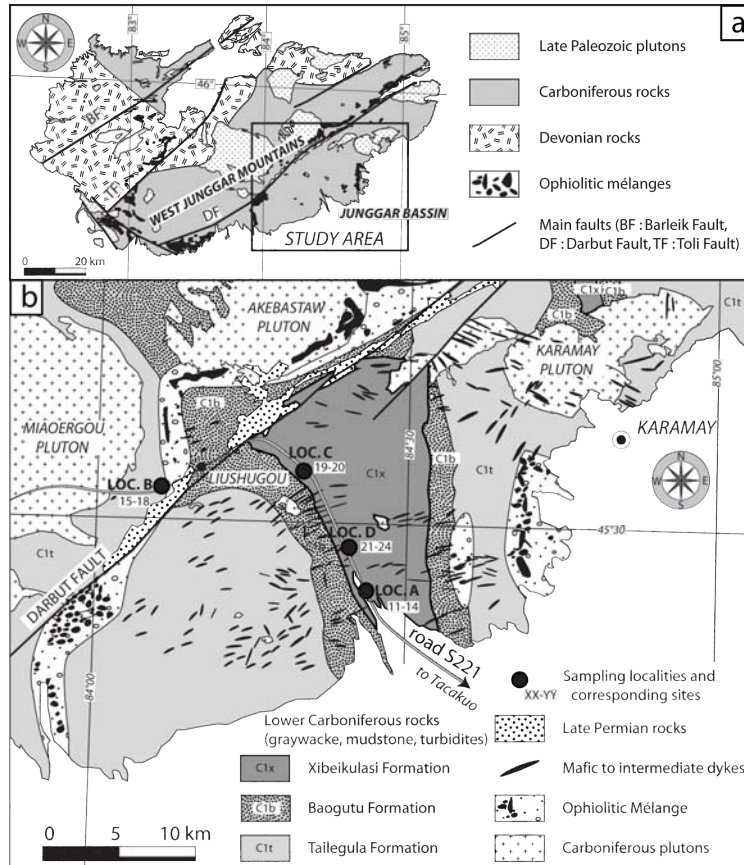 a
N
W E
S
83°
84°
85°
46°
BF
TF
DF
WEST JUNGGAR MOUNTAINS
JUNGGAR BASIN
STUDY AREA
0 20 km
Late Paleozoic plutons
Carboniferous rocks
Devonian rocks
Ophiolitic mélanges
Main faults (BF : Barleik Fault,
DF : Darbut Fault, TF : Toli Fault)
b
AKEBASTAW
PLUTON
C1x
C1b
C1b
C1t
KARAMAY
PLUTON
85°00
MIAOERGOU
PLUTON
C1b
84°30
KARAMAY
LOC. C
19-20
C1x
C1b
C1t
LIUSHUGOU
LOC. B
15-18
N
W E
S
LOC. D
21-24
45°30
C1t
DARBUT FAULT
LOC. A
11-14
road S221
to Tacakuo
84°00
Sampling localities and
XX-YY corresponding sites
Lower Carboniferous rocks
(graywacke, mudstone, turbidites)
Late Permian rocks
C1x Xibeikulasi Formation
Mafic to intermediate dykes
C1b Baogutu Formation
Ophiolitic Mélange
C1t Tailegula Formation
Carboniferous plutons
0 5 10 km